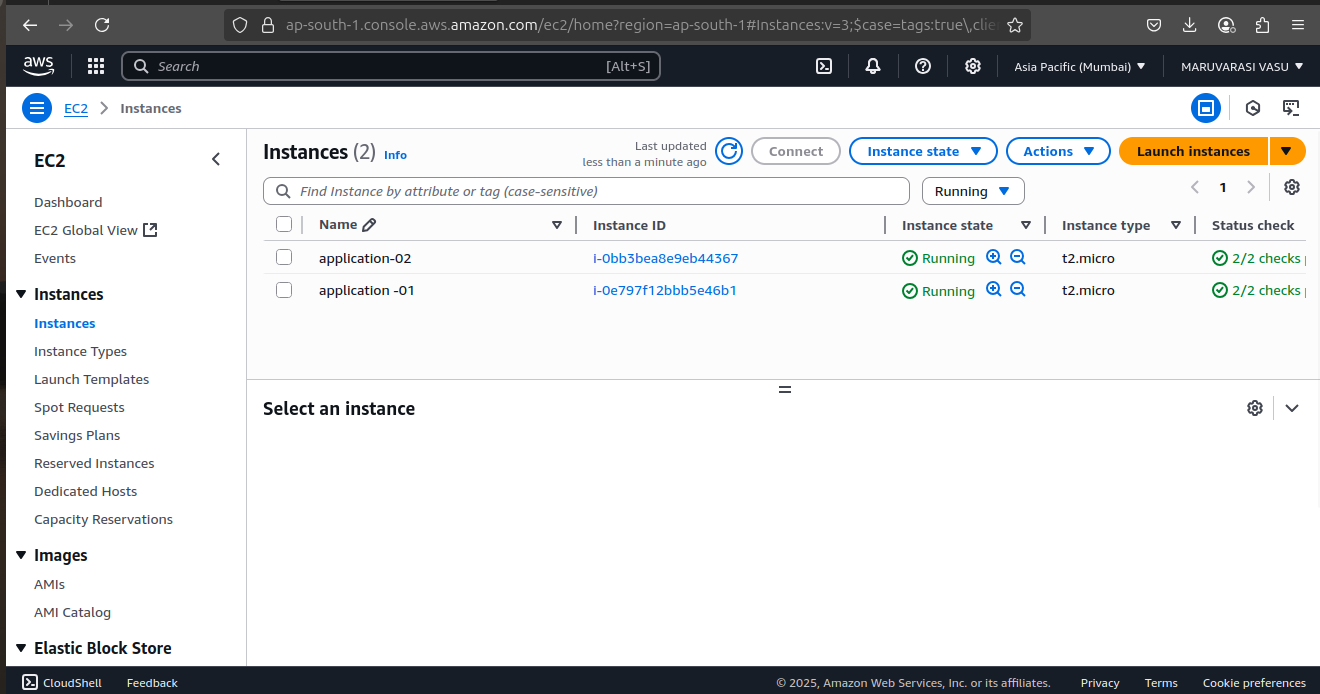 ap-south-1.console.aws.amazon.com/ec2/home?region=ap-south-1#Instances:v=3;$case=tags:true\,clie
aws Search [Alt+S] Asia Pacific (Mumbai) MARUVARASI VASU
EC2 > Instances
EC2
Dashboard
EC2 Global View
Events
Instances
Instances
Instance Types
Launch Templates
Spot Requests
Savings Plans
Reserved Instances
Dedicated Hosts
Capacity Reservations
Images
AMIs
AMI Catalog
Elastic Block Store
Instances (2) Info
Last updated
less than a minute ago
Connect Instance state Actions Launch instances
Find Instance by attribute or tag (case-sensitive) Running 1
Name Instance ID Instance state Instance type Status check
application-02 i-0bb3bea8e9eb44367 Running t2.micro 2/2 checks
application -01 i-0e797f12bbb5e46b1 Running t2.micro 2/2 checks
Select an instance
CloudShell Feedback © 2025, Amazon Web Services, Inc. or its affiliates. Privacy Terms Cookie preferences